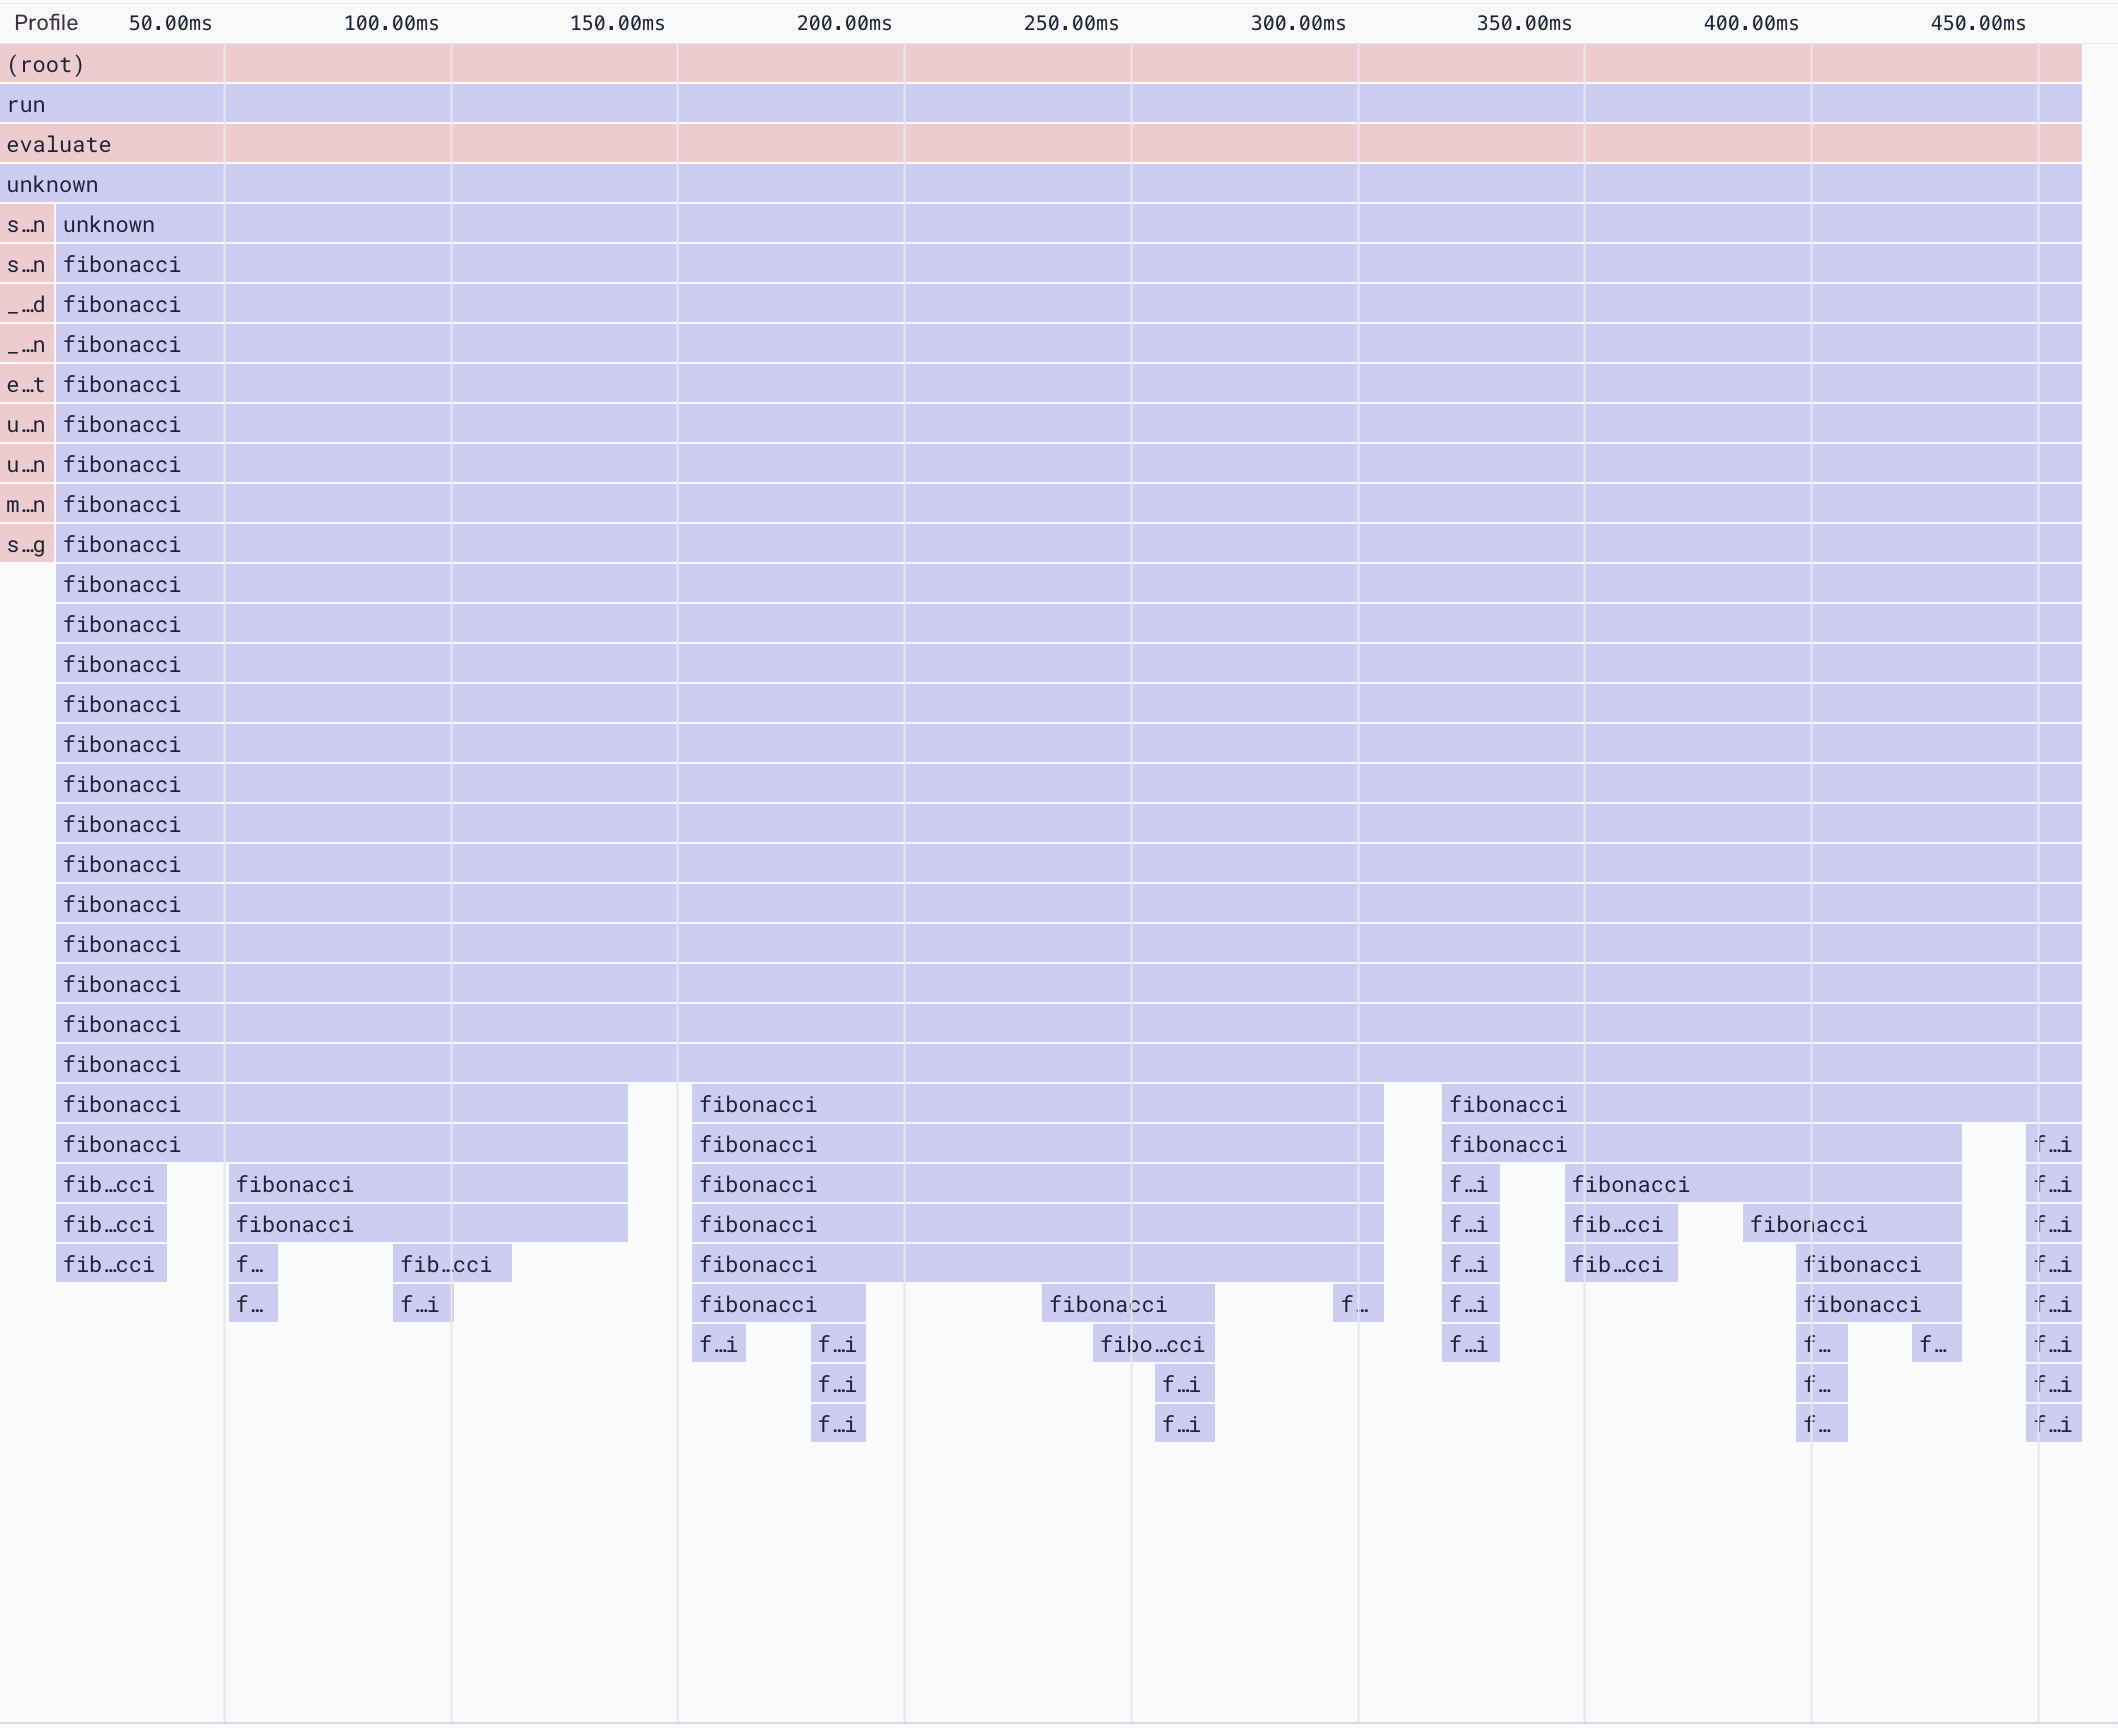 Profile 50.00ms 100.00ms 150.00ms 200.00ms 250.00ms 300.00ms 350.00ms 400.00ms 450.00ms
(root)
run
evaluate
unknown
s…n unknown
s…n fibonacci
_…d fibonacci
_…n fibonacci
e…t fibonacci
u…n fibonacci
u…n fibonacci
m…n fibonacci
s…g fibonacci
fibonacci
fibonacci
fibonacci
fibonacci
fibonacci
fibonacci
fibonacci
fibonacci
fibonacci
fibonacci
fibonacci
fibonacci
fibonacci
fibonacci fibonacci fibonacci
fibonacci fibonacci fibonacci f…i
fib…cci fibonacci fibonacci f…i fibonacci f…i
fib…cci fibonacci fibonacci f…i fib…cci fibonacci f…i
fib…cci f… fib…cci fibonacci f…i fib…cci fibonacci f…i
f… f…i fibonacci fibonacci f… f…i fibonacci f…i
f…i f…i fibo…cci f…i f… f… f…i
f…i f…i f… f…i
f…i f…i f… f…i